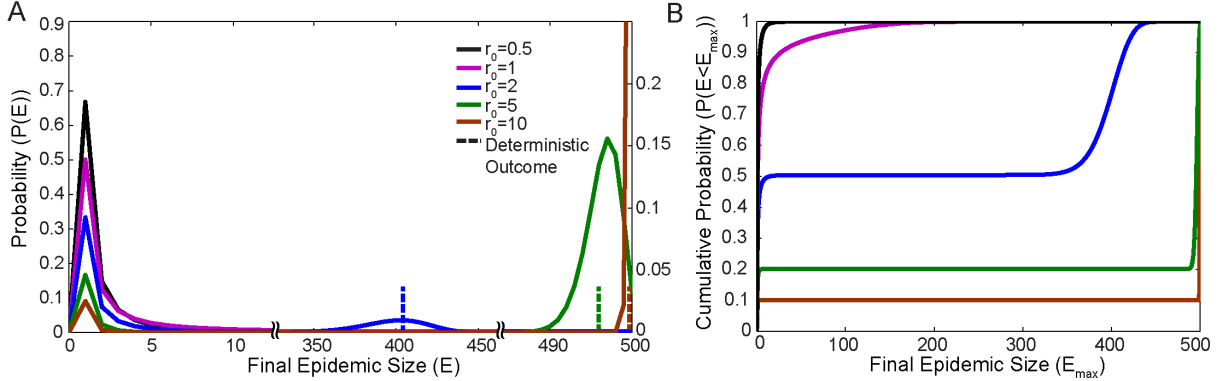 A
0.9
0.8
0.7
0.6
0.5
0.4
0.3
0.2
0.1
0
Probability (P(E))
r₀=0.5
r₀=1
r₀=2
r₀=5
r₀=10
Deterministic
Outcome
0.2
0.15
0.1
0.05
0
0 5 10 350 400 450 490 500
Final Epidemic Size (E)
B
1
0.9
0.8
0.7
0.6
0.5
0.4
0.3
0.2
0.1
0
Cumulative Probability (P(E<Eₘₐₓ))
0 100 200 300 400 500
Final Epidemic Size (Eₘₐₓ)